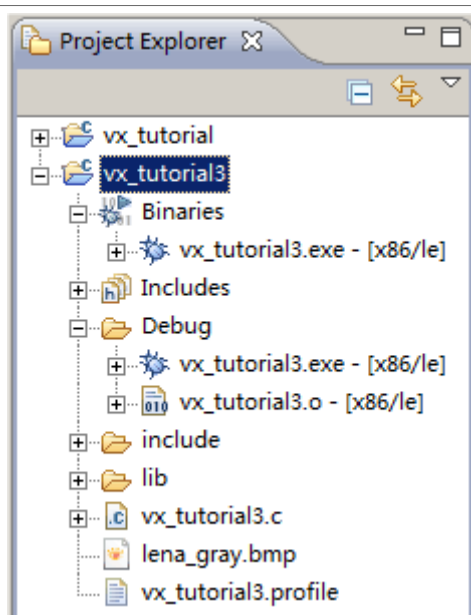 Project Explorer
vx_tutorial
vx_tutorial3
Binaries
vx_tutorial3.exe - [x86/le]
Includes
Debug
vx_tutorial3.exe - [x86/le]
vx_tutorial3.o - [x86/le]
include
lib
vx_tutorial3.c
lena_gray.bmp
vx_tutorial3.profile